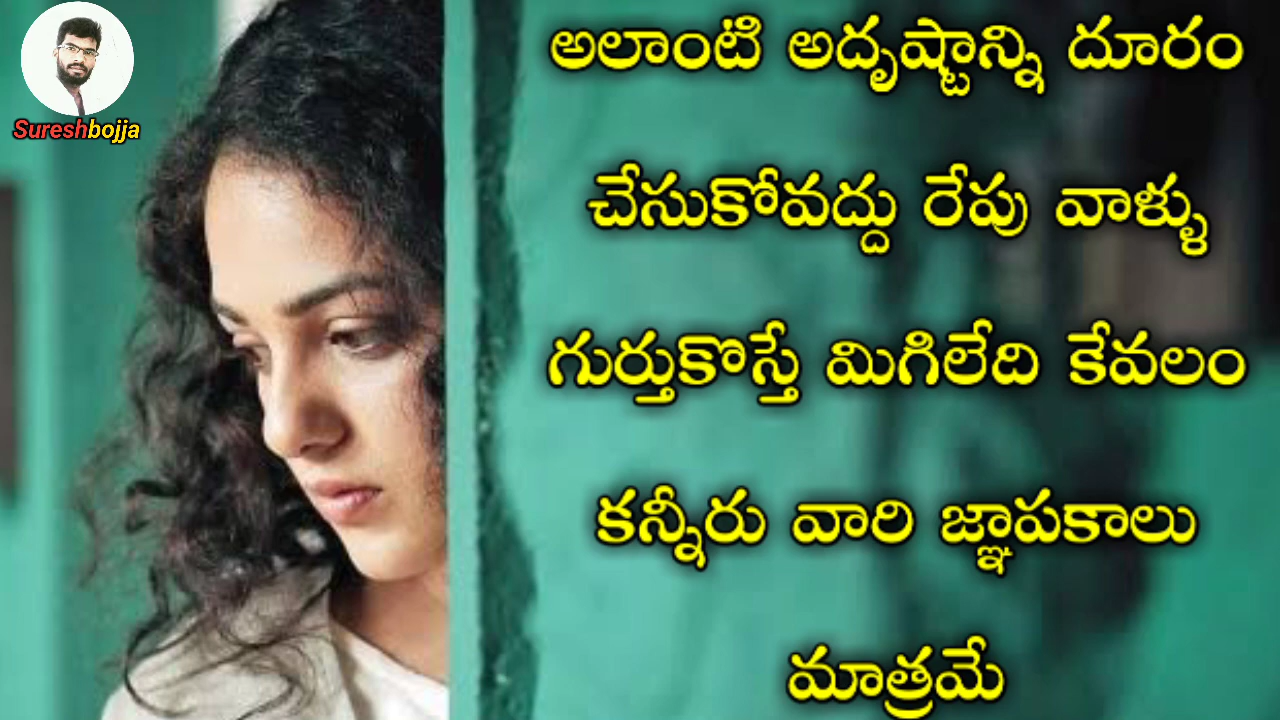 Sureshbojja
అలాంటి అదృష్టాన్ని దూరం
చేసుకోవద్దు రేపు వాళ్ళు
గుర్తుకొస్తే మిగిలేది కేవలం
కన్నీరు వారి జ్ఞాపకాలు
మాత్రమే